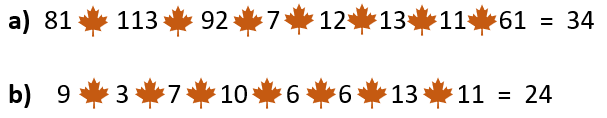 a) 81 🍁 113 🍁 92 🍁 7 🍁 12 🍁 13 🍁 11 🍁 61 = 34
b) 9 🍁 3 🍁 7 🍁 10 🍁 6 🍁 6 🍁 13 🍁 11 = 24